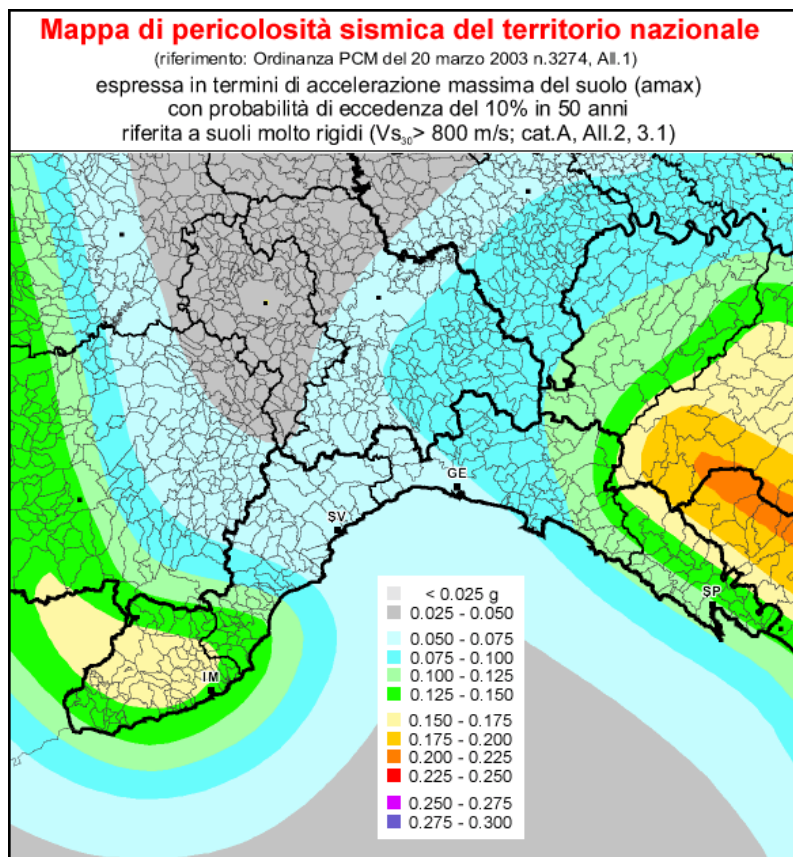 Mappa di pericolosità sismica del territorio nazionale
(riferimento: Ordinanza PCM del 20 marzo 2003 n.3274, All.1)
espressa in termini di accelerazione massima del suolo (amax)
con probabilità di eccedenza del 10% in 50 anni
riferita a suoli molto rigidi (Vs₃₀> 800 m/s; cat.A, All.2, 3.1)
GE
SV
SP
IM
< 0.025 g
0.025 - 0.050
0.050 - 0.075
0.075 - 0.100
0.100 - 0.125
0.125 - 0.150
0.150 - 0.175
0.175 - 0.200
0.200 - 0.225
0.225 - 0.250
0.250 - 0.275
0.275 - 0.300